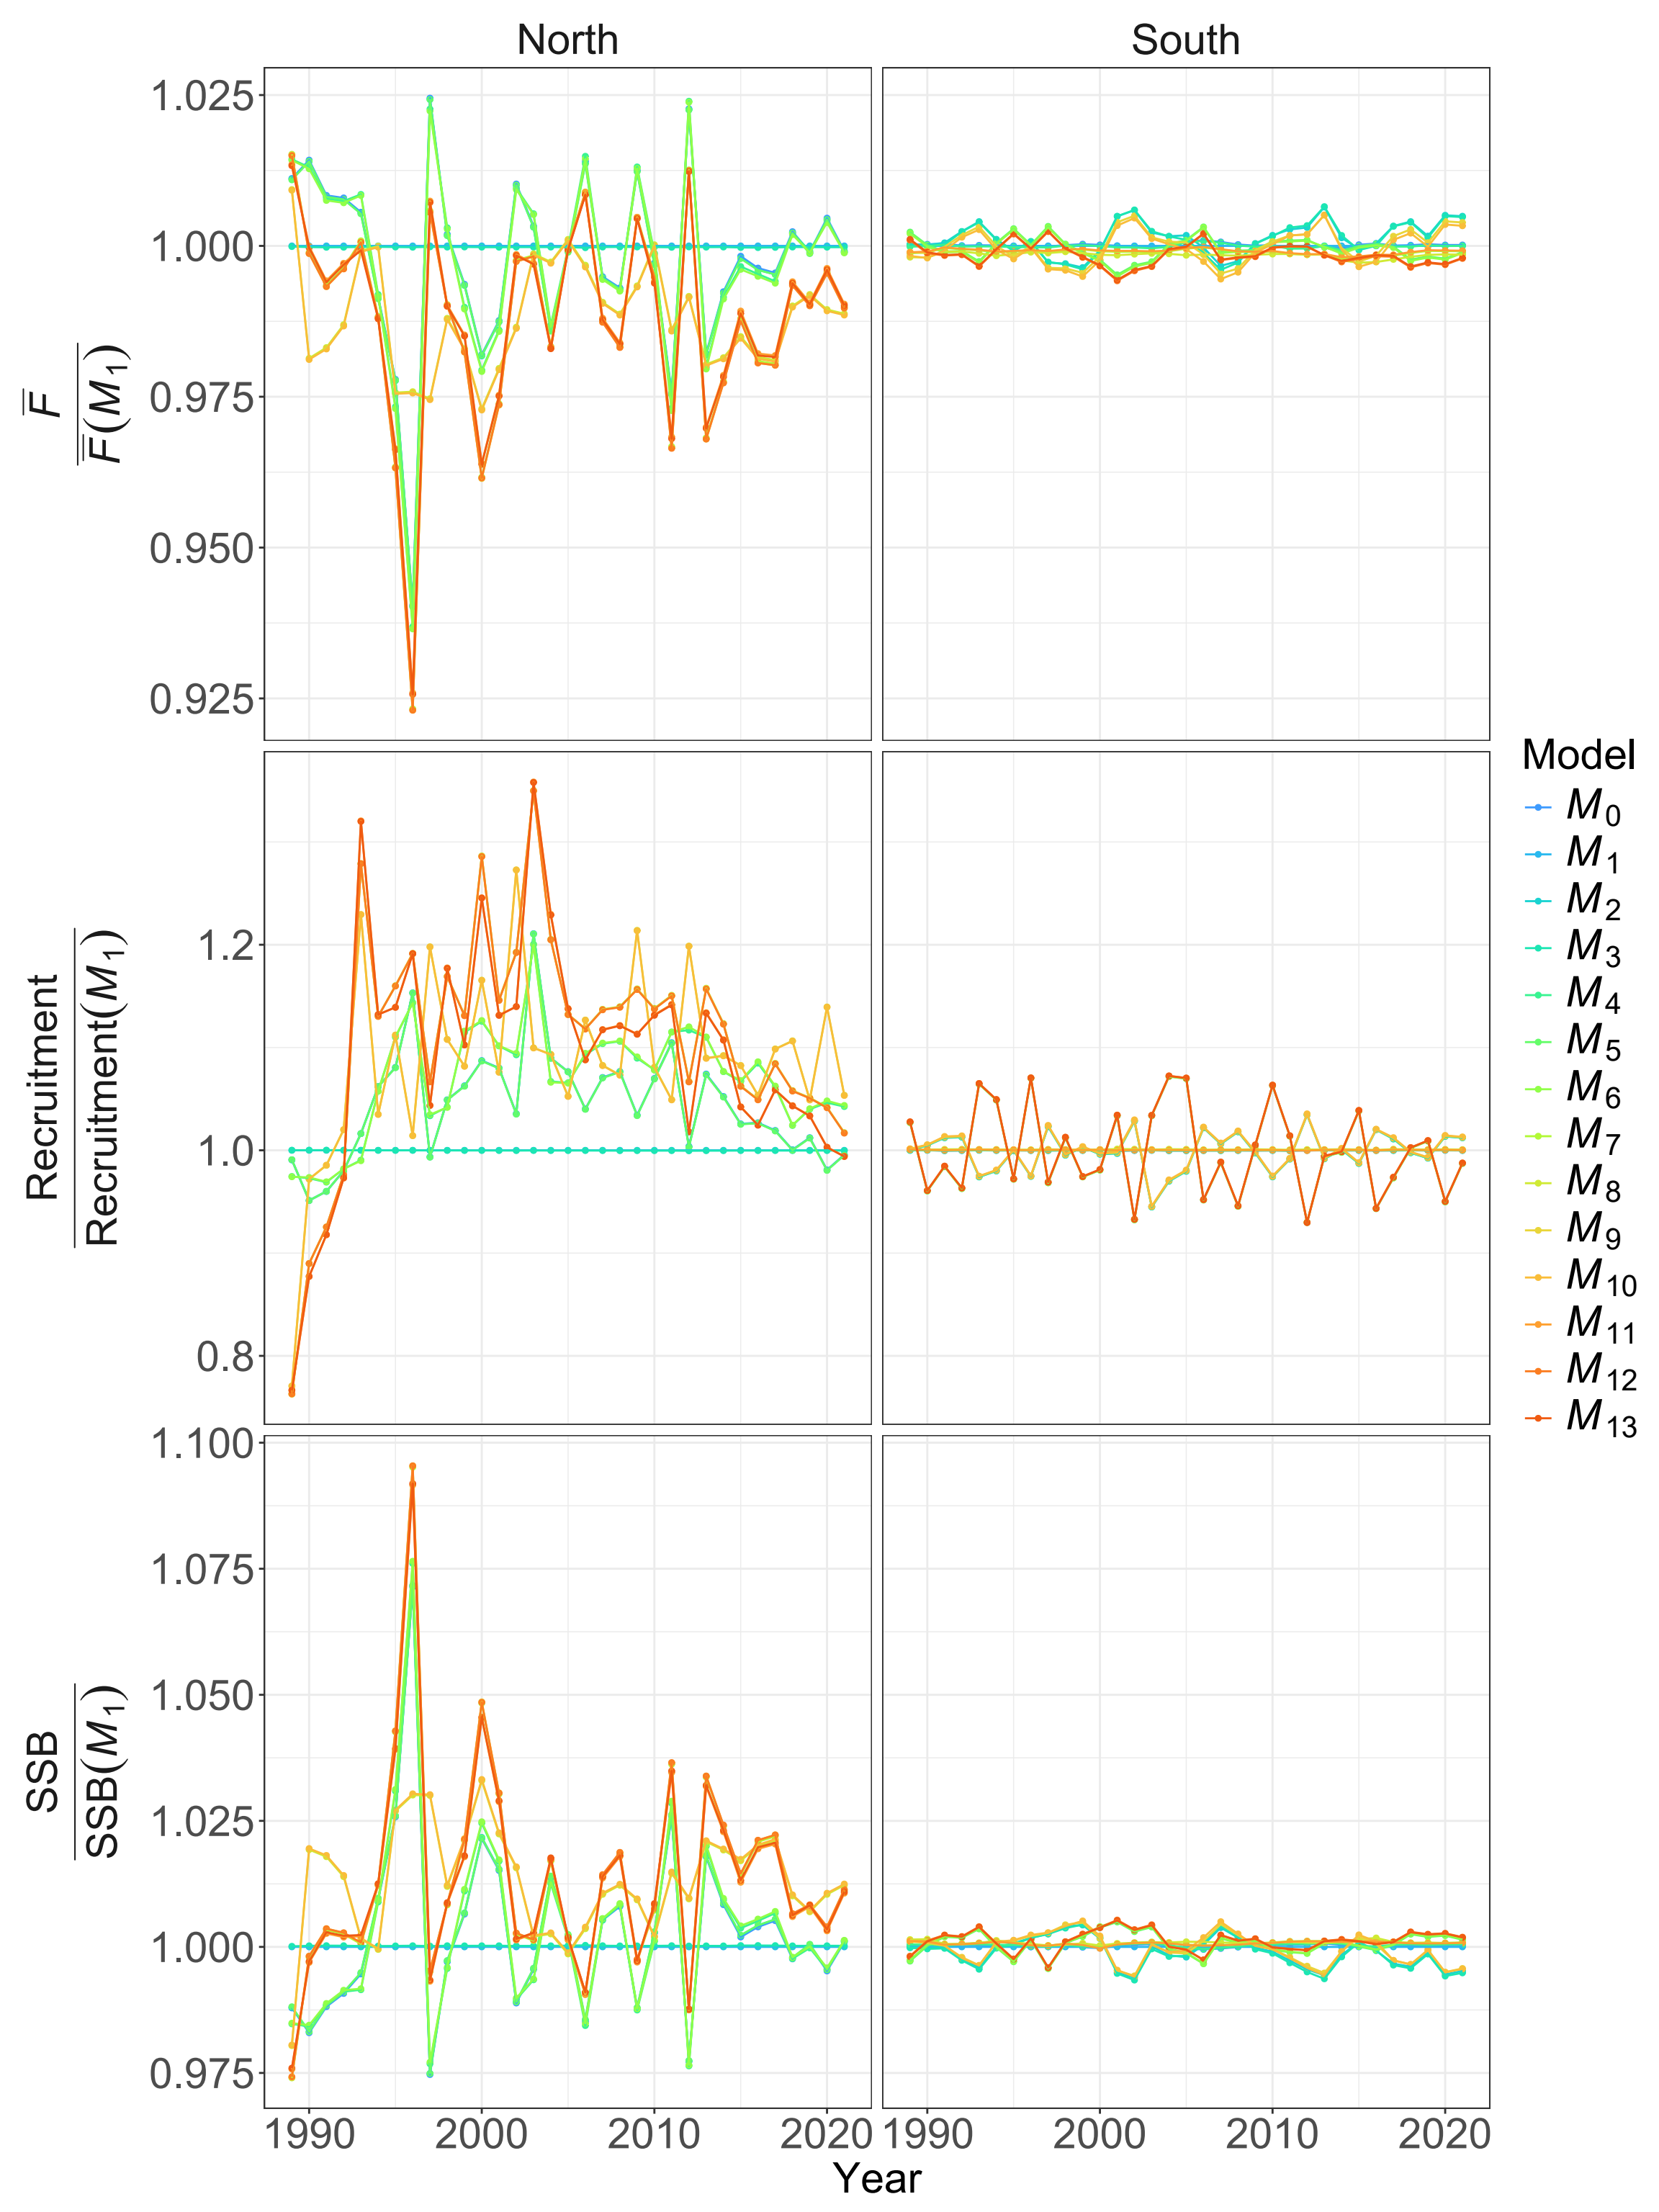 North South
1.025
1.000
0.975
0.950
0.925
F̅
F̅(M1)
1.2
1.0
0.8
Recruitment
Recruitment(M1)
1.100
1.075
1.050
1.025
1.000
0.975
SSB
SSB(M1)
1990 2000 2010 2020 1990 2000 2010 2020
Year
Model
M0
M1
M2
M3
M4
M5
M6
M7
M8
M9
M10
M11
M12
M13